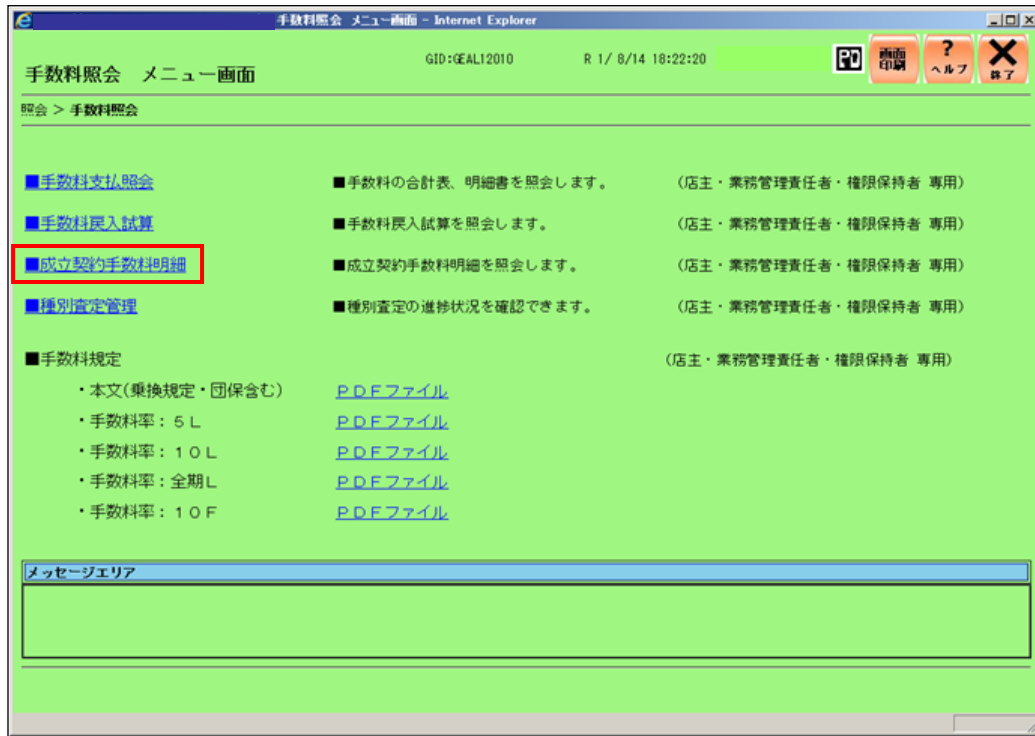 手数料照会 メニュー画面 - Internet Explorer
手数料照会　メニュー画面
GID:GEAL12010 R 1/ 8/14 18:22:20
PD 画面印刷 ? ヘルプ 終了
照会 > 手数料照会
■手数料支払照会 ■手数料の合計表、明細書を照会します。 （店主・業務管理責任者・権限保持者 専用）
■手数料戻入試算 ■手数料戻入試算を照会します。 （店主・業務管理責任者・権限保持者 専用）
■成立契約手数料明細 ■成立契約手数料明細を照会します。 （店主・業務管理責任者・権限保持者 専用）
■種別査定管理 ■種別査定の進捗状況を確認できます。 （店主・業務管理責任者・権限保持者 専用）
■手数料規定 （店主・業務管理責任者・権限保持者 専用）
・本文(乗換規定・団保含む) ＰＤＦファイル
・手数料率：５Ｌ ＰＤＦファイル
・手数料率：１０Ｌ ＰＤＦファイル
・手数料率：全期Ｌ ＰＤＦファイル
・手数料率：１０Ｆ ＰＤＦファイル
メッセージエリア